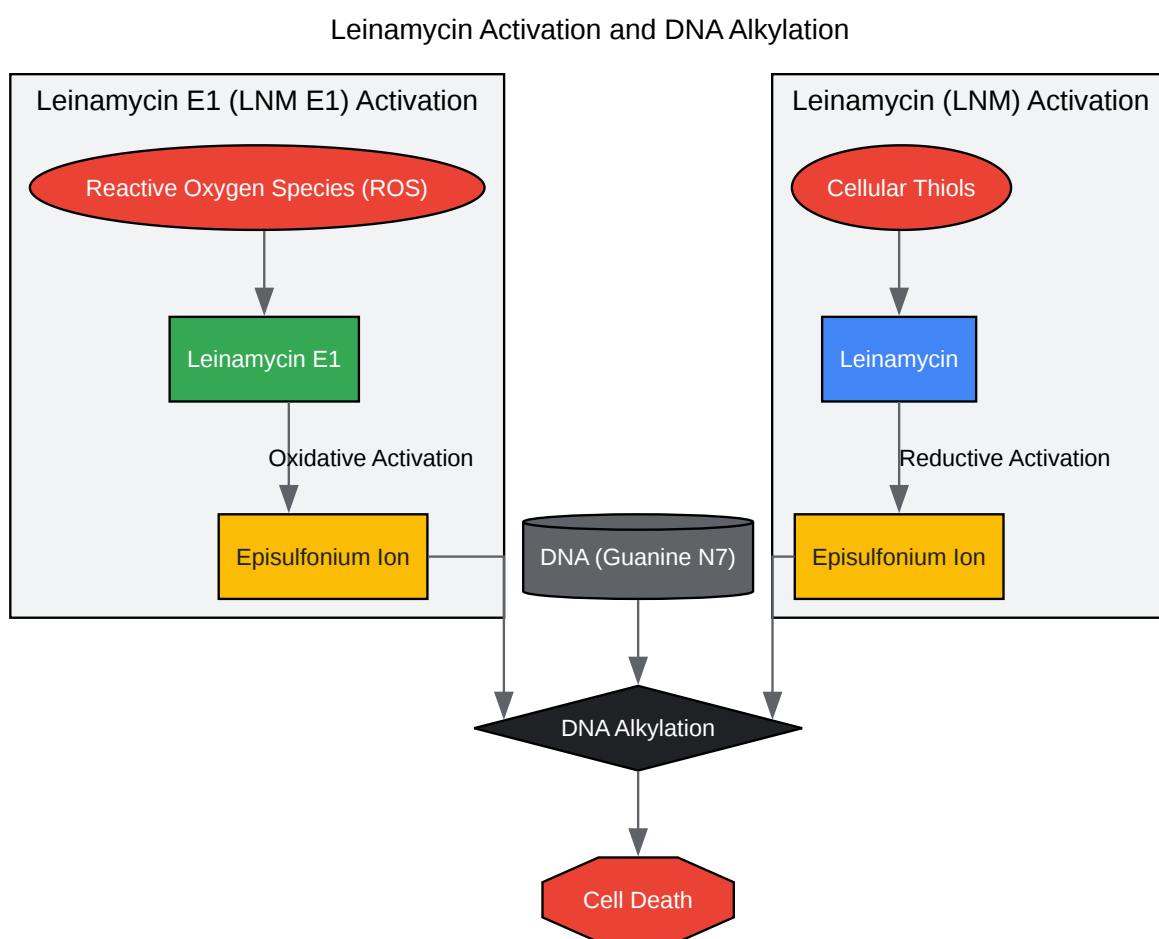 Leinamycin Activation and DNA Alkylation
Leinamycin E1 (LNM E1) Activation
Reactive Oxygen Species (ROS)
Leinamycin E1
Oxidative Activation
Episulfonium Ion
Leinamycin (LNM) Activation
Cellular Thiols
Leinamycin
Reductive Activation
Episulfonium Ion
DNA (Guanine N7)
DNA Alkylation
Cell Death